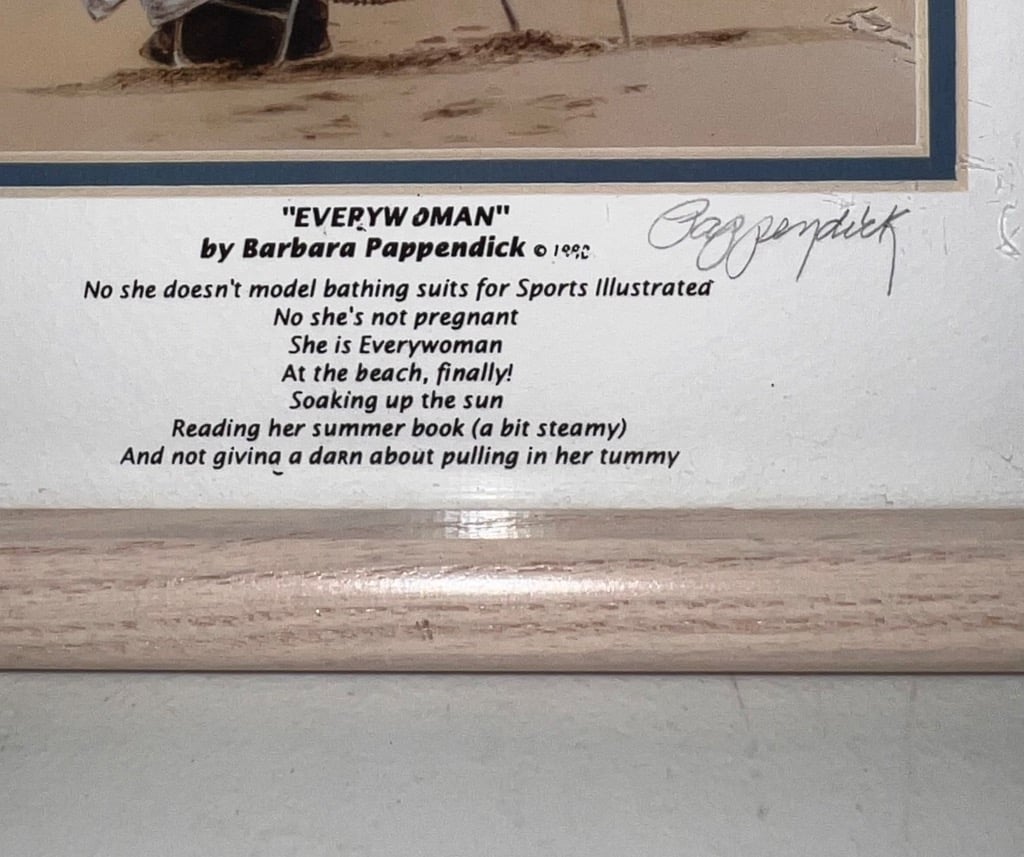 "EVERYWOMAN"
by Barbara Pappendick ©
Pappendick
No she doesn't model bathing suits for Sports Illustrated
No she's not pregnant
She is Everywoman
At the beach, finally!
Soaking up the sun
Reading her summer book (a bit steamy)
And not giving a daRn about pulling in her tummy